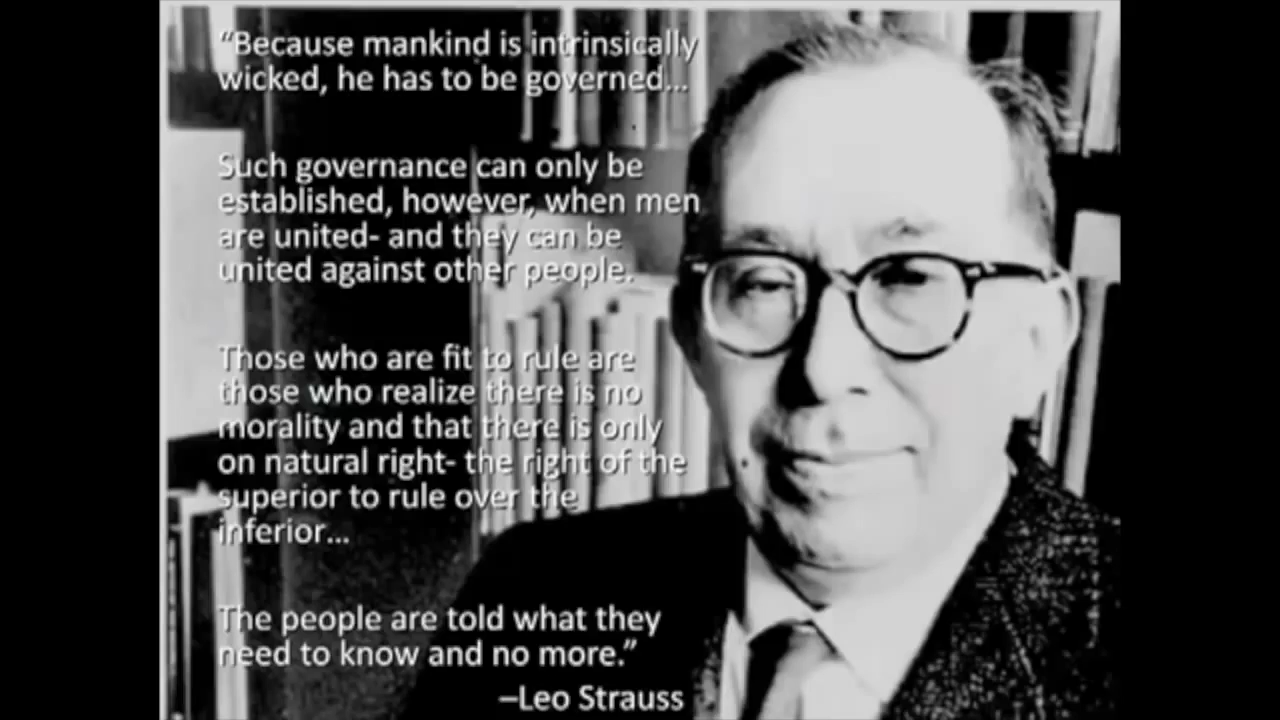 “Because mankind is intrinsically
wicked, he has to be governed...
Such governance can only be
established, however, when men
are united- and they can be
united against other people.
Those who are fit to rule are
those who realize there is no
morality and that there is only
on natural right- the right of the
superior to rule over the
inferior...
The people are told what they
need to know and no more.”
–Leo Strauss